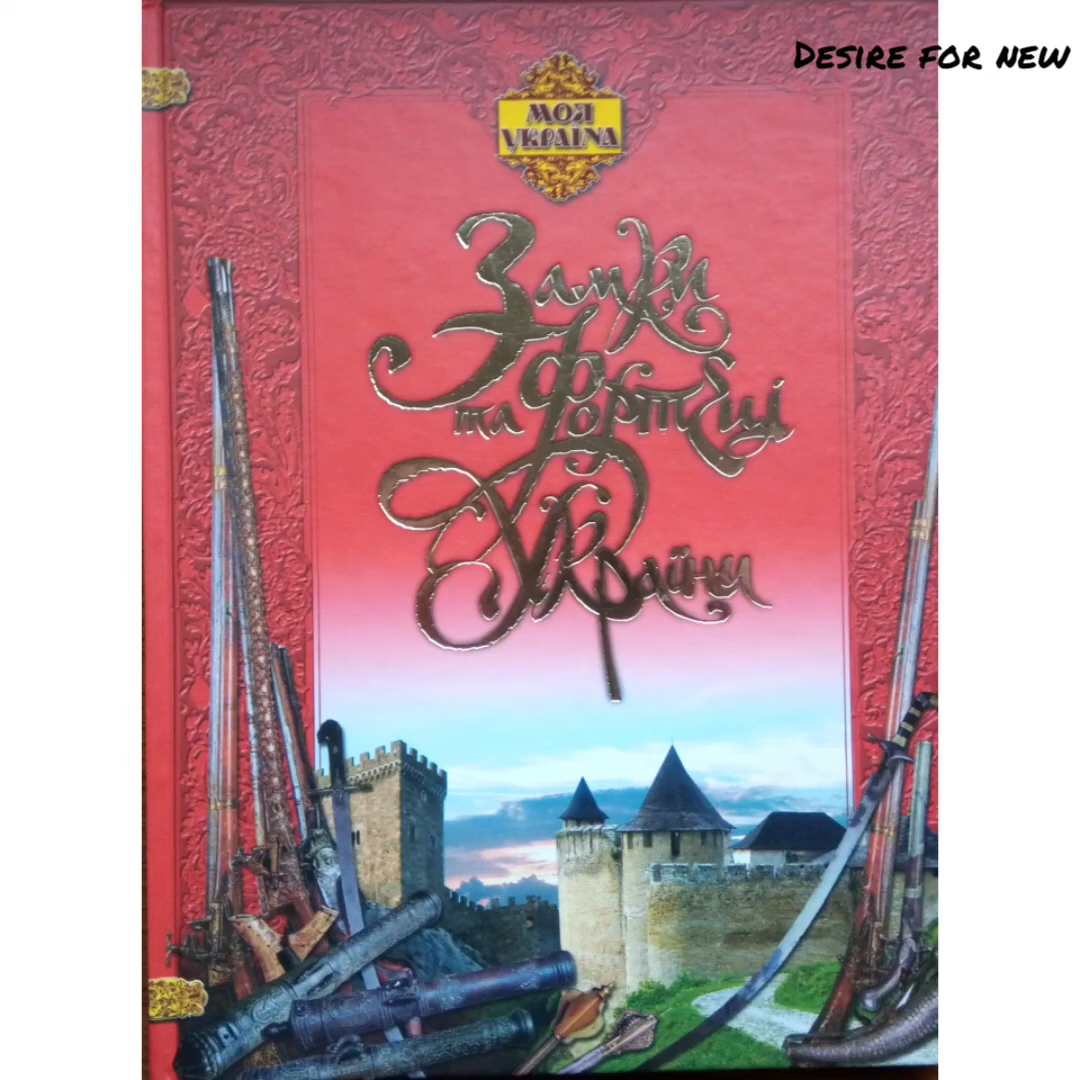 Desire for new
Моя
Україна
Замки
та Фортеці
України